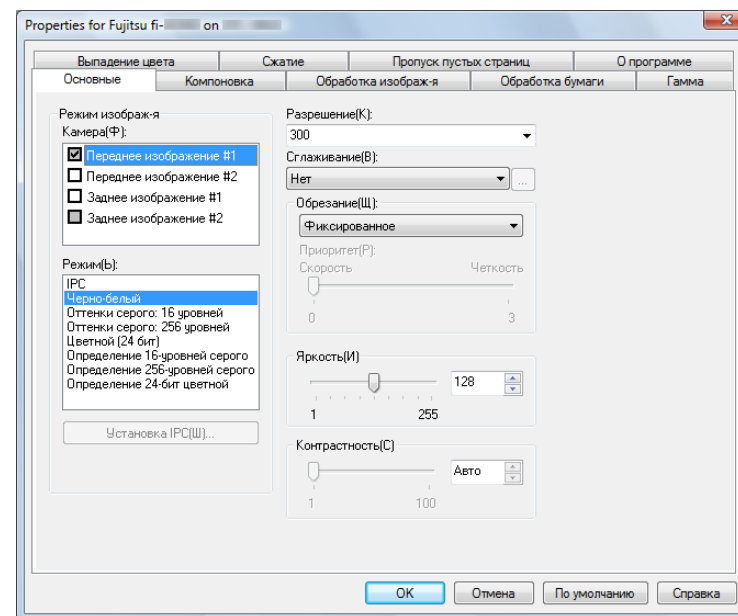 Properties for Fujitsu fi- on
Выпадение цвета Сжатие Пропуск пустых страниц О программе
Основные Компоновка Обработка изображ-я Обработка бумаги Гамма
Режим изображ-я
Камера(Ф):
Переднее изображение #1
Переднее изображение #2
Заднее изображение #1
Заднее изображение #2
Режим(Ь):
IPC
Черно-белый
Оттенки серого: 16 уровней
Оттенки серого: 256 уровней
Цветной (24 бит)
Определение 16-уровней серого
Определение 256-уровней серого
Определение 24-бит цветной
Установка IPC(Ш)...
Разрешение(К):
300
Сглаживание(В):
Нет ...
Обрезание(Щ):
Фиксированное
Приоритет(Р):
Скорость Четкость
0 3
Яркость(И)
128
1 255
Контрастность(С)
Авто
1 100
OK Отмена По умолчанию Справка